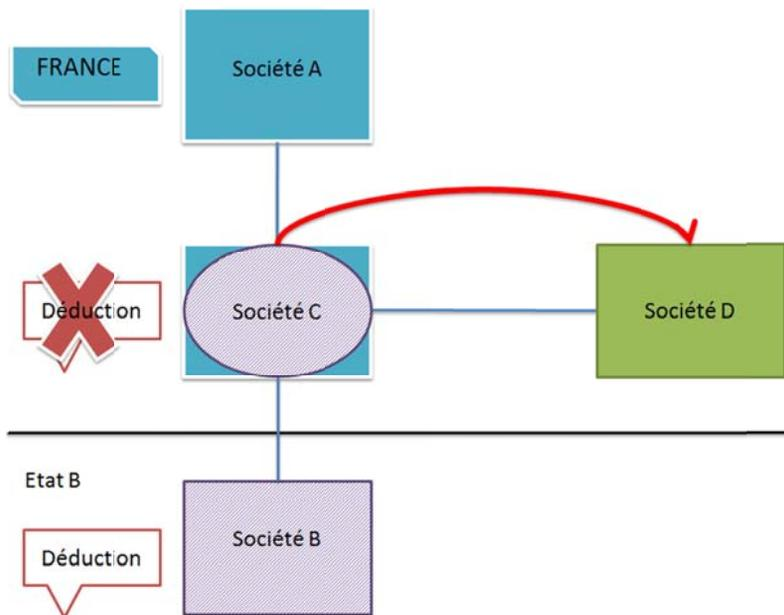 FRANCE
Société A
Déduction
Société C
Société D
Etat B
Déduction
Société B